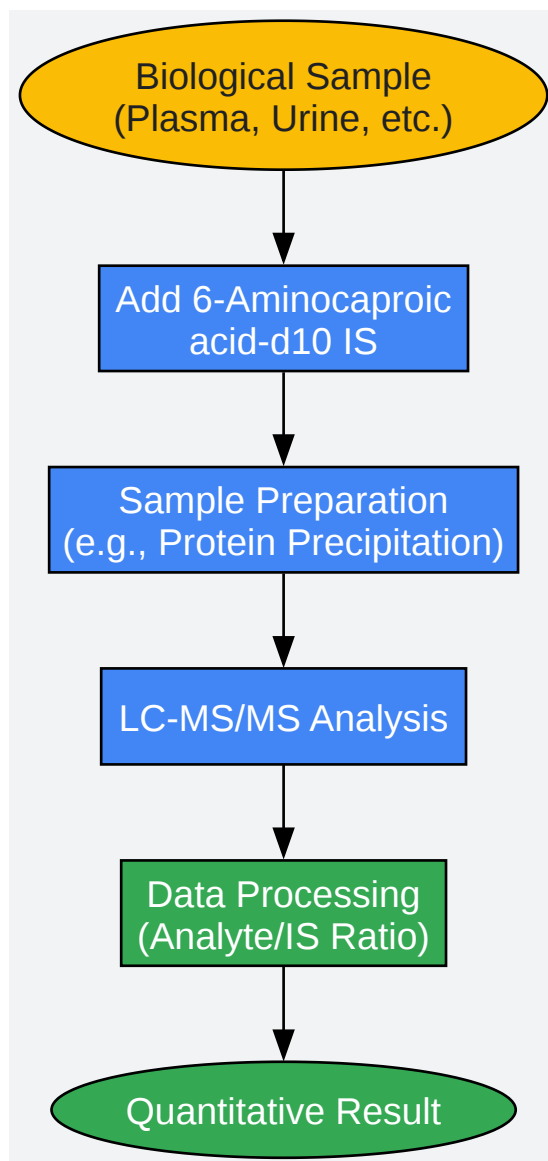 Biological Sample
(Plasma, Urine, etc.)
Add 6-Aminocaproic
acid-d10 IS
Sample Preparation
(e.g., Protein Precipitation)
LC-MS/MS Analysis
Data Processing
(Analyte/IS Ratio)
Quantitative Result